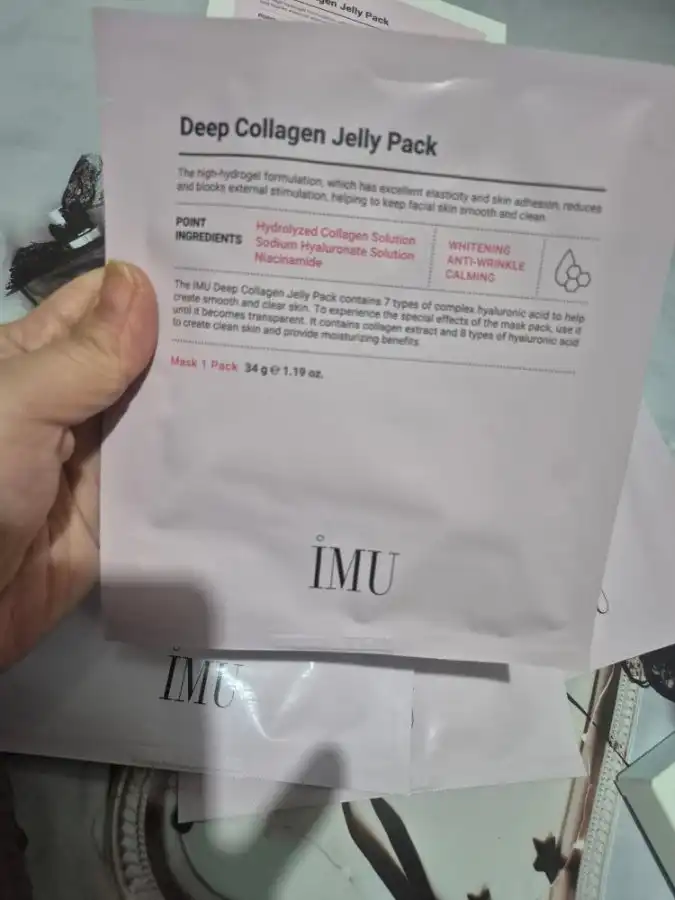 gen Jelly Pack
Deep Collagen Jelly Pack
The high-hydrogel formulation, which has excellent elasticity and skin adhesion, reduces
and blocks external stimulation, helping to keep facial skin smooth and clean.
POINT
INGREDIENTS
Hydrolyzed Collagen Solution
Sodium Hyaluronate Solution
Niacinamide
WHITENING
ANTI-WRINKLE
CALMING
The IMU Deep Collagen Jelly Pack contains 7 types of complex hyaluronic acid to help
create smooth and clear skin. To experience the special effects of the mask pack, use it
until it becomes transparent. It contains collagen extract and 8 types of hyaluronic acid
to create clean skin and provide moisturizing benefits.
Mask 1 Pack 34 g ℮ 1.19 oz.
IMU
IMU